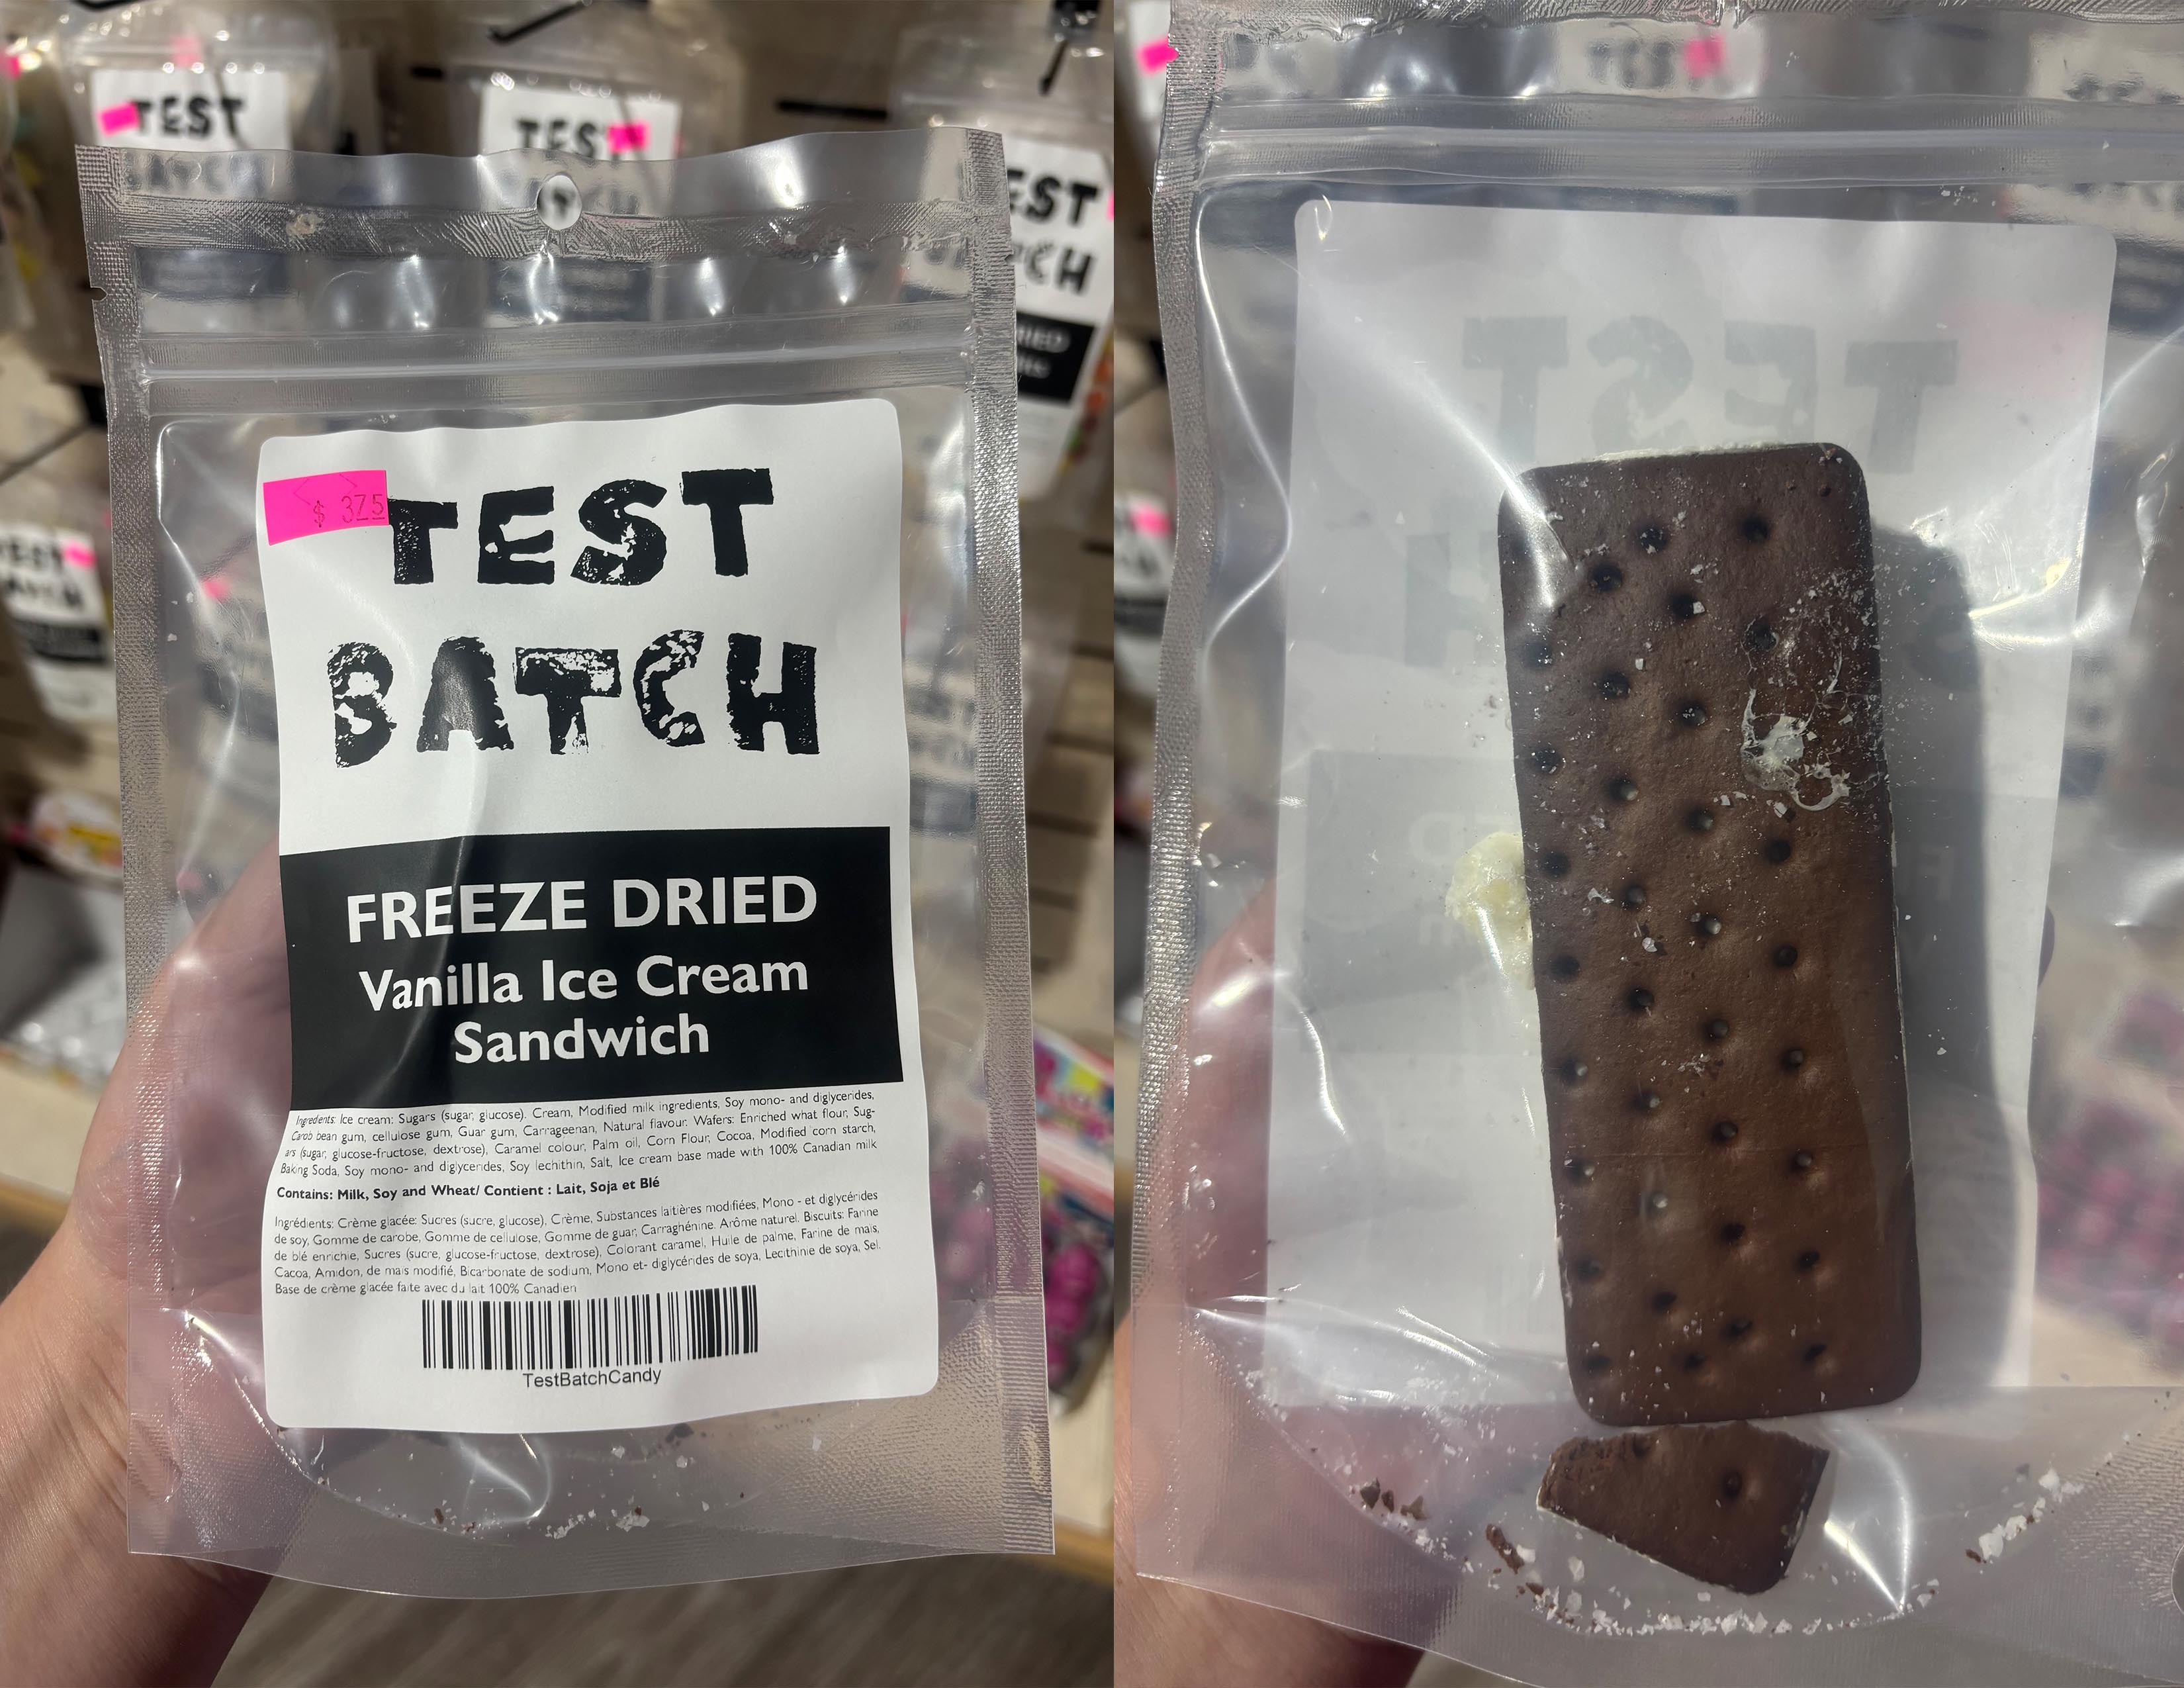 TEST
TEST
EST
CH
$ 3.75
TEST
BATCH
FREEZE DRIED
Vanilla Ice Cream
Sandwich
Ingredients: Ice cream: Sugars (sugar, glucose). Cream, Modified milk ingredients, Soy mono- and diglycerides,
Carob bean gum, cellulose gum, Guar gum, Carrageenan, Natural flavour. Wafers: Enriched what flour, Sug-
ars (sugar, glucose-fructose, dextrose), Caramel colour, Palm oil, Corn Flour, Cocoa, Modified corn starch,
Baking Soda, Soy mono- and diglycerides, Soy lechithin, Salt, Ice cream base made with 100% Canadian milk
Contains: Milk, Soy and Wheat/ Contient : Lait, Soja et Blé
Ingrédients: Crème glacée: Sucres (sucre, glucose), Crème, Substances laitières modifiées, Mono - et diglycérides
de soy, Gomme de carobe, Gomme de cellulose, Gomme de guar, Carraghénine. Arôme naturel. Biscuits: Farine
de blé enrichie, Sucres (sucre, glucose-fructose, dextrose), Colorant caramel, Huile de palme, Farine de mais,
Cacoa, Amidon, de mais modifié, Bicarbonate de sodium, Mono et- diglycérides de soya, Lecithinie de soya, Sel.
Base de crème glacée faite avec du lait 100% Canadien
TestBatchCandy